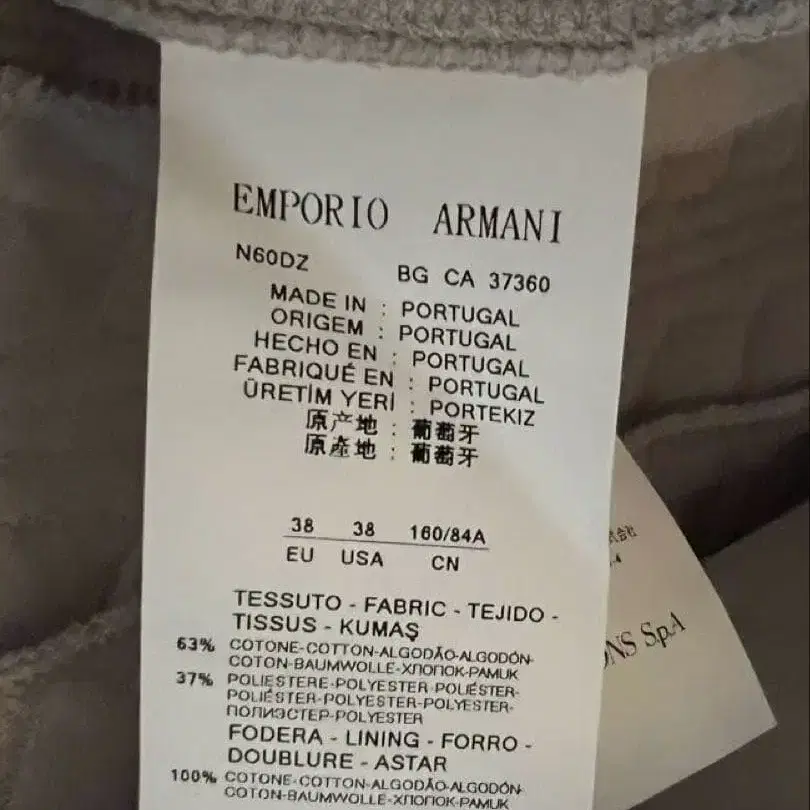 EMPORIO ARMANI
N60DZ BG CA 37360
MADE IN : PORTUGAL
ORIGEM : PORTUGAL
HECHO EN : PORTUGAL
FABRIQUÉ EN : PORTUGAL
ÜRETİM YERİ : PORTEKIZ
原产地 : 葡萄牙
原產地 : 葡萄牙
38 38 160/84A
EU USA CN
TESSUTO - FABRIC - TEJIDO -
TISSUS - KUMAŞ
63% COTONE-COTTON-ALGODÃO-ALGODÓN-
COTON-BAUMWOLLE-ХЛОПОК-PAMUK
37% POLIESTERE-POLYESTER-POLIÉSTER-
POLIÉSTER-POLYESTER-POLYESTER-
ПОЛИЭСТЕР-POLYESTER
FODERA - LINING - FORRO -
DOUBLURE - ASTAR
100% COTONE-COTTON-ALGODÃO-ALGODÓN-
COTON-BAUMWOLLE-ХЛОПОК-PAMUK
SpA